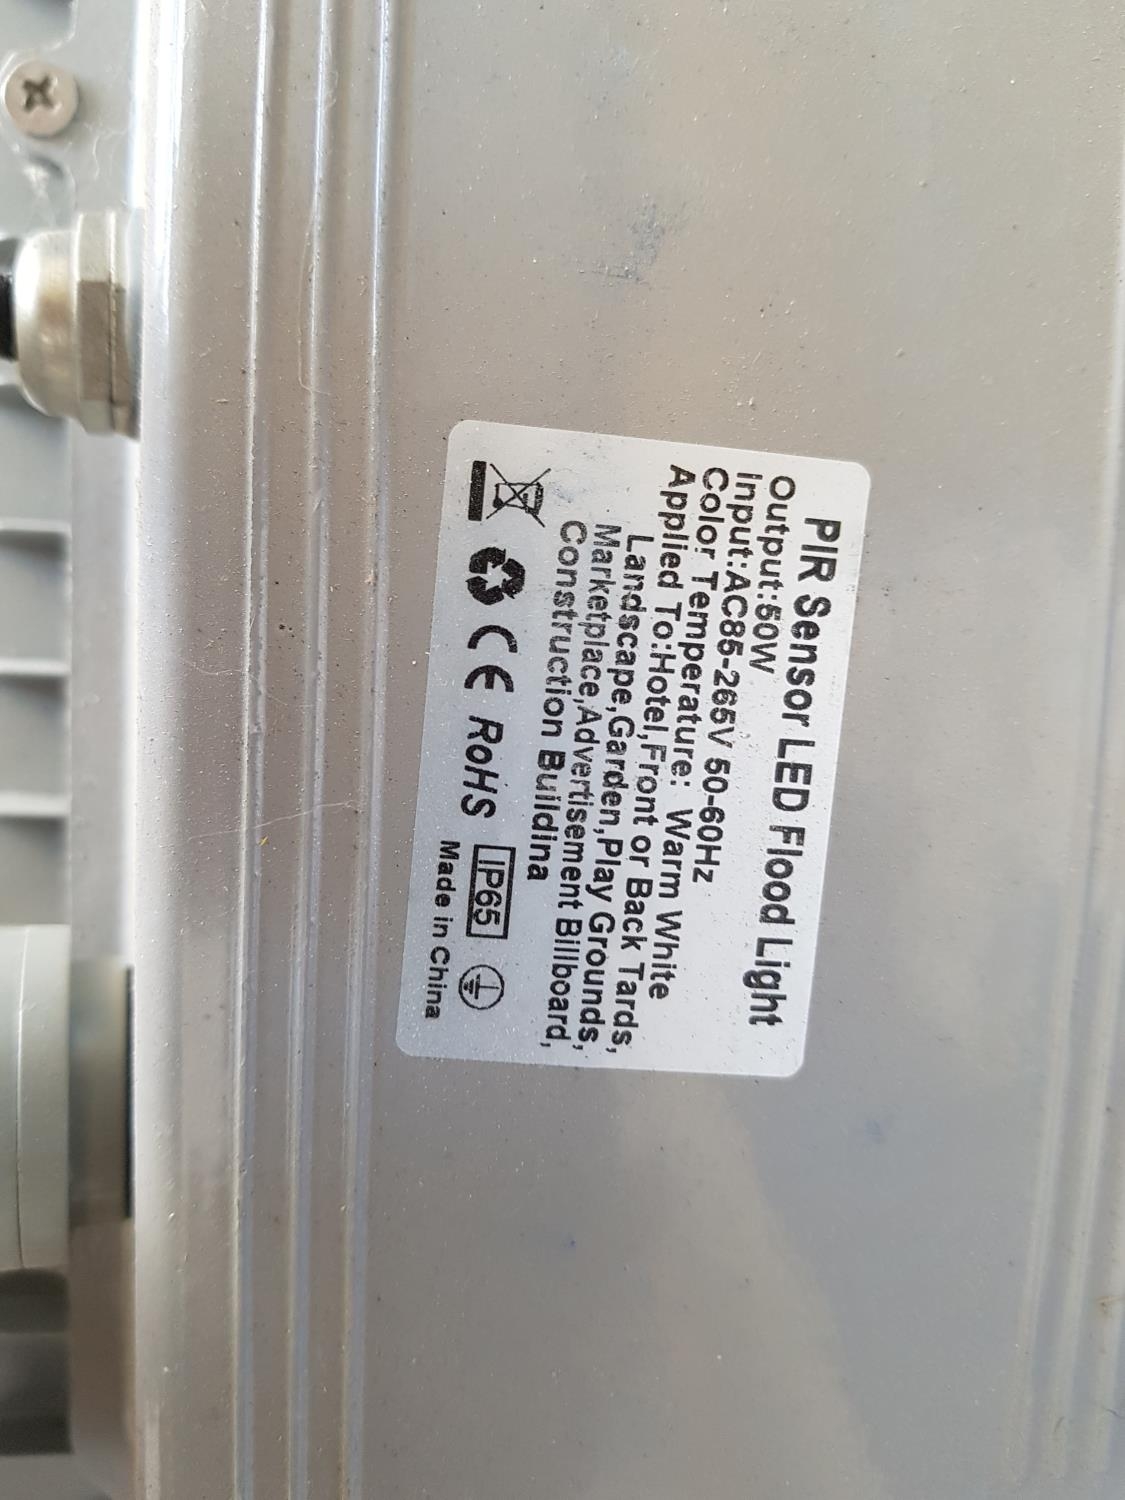 PIR Sensor LED Flood Light
Output:50W
Input:AC85-265V 50-60Hz
Color Temperature: Warm White
Applied To:Hotel,Front or Back Tards,
Landscape,Garden,Play Grounds,
Marketplace,Advertisement Billboard,
Construction Buildina
CE RoHS IP65
Made in China